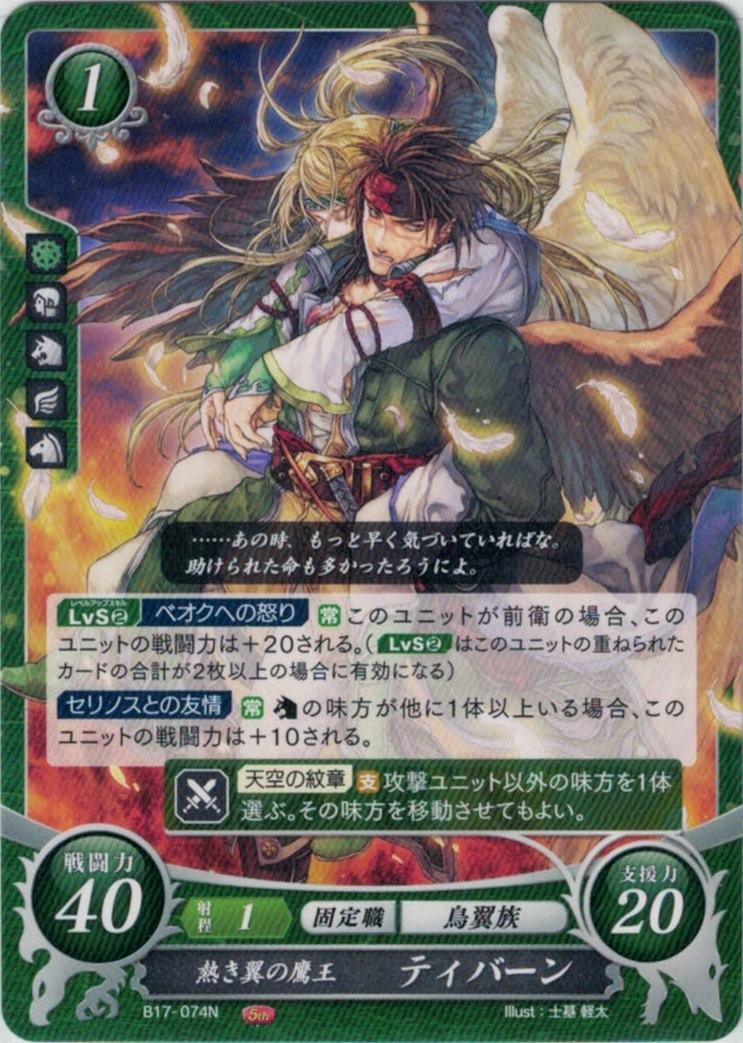 1
……あの時、もっと早く気づいていればな。
助けられた命も多かったろうによ。
レベルアップスキル
LvS2 ベオクへの怒り 常 このユニットが前衛の場合、この
ユニットの戦闘力は+20される。( LvS2 はこのユニットの重ねられた
カードの合計が2枚以上の場合に有効になる)
セリノスとの友情 常 の味方が他に1体以上いる場合、この
ユニットの戦闘力は+10される。
天空の紋章 支 攻撃ユニット以外の味方を1体
選ぶ。その味方を移動させてもよい。
戦闘力
40
射程 1 固定職 鳥翼族
支援力
20
熱き翼の鷹王 ティバーン
B17-074N 5th Illust:士基 軽太